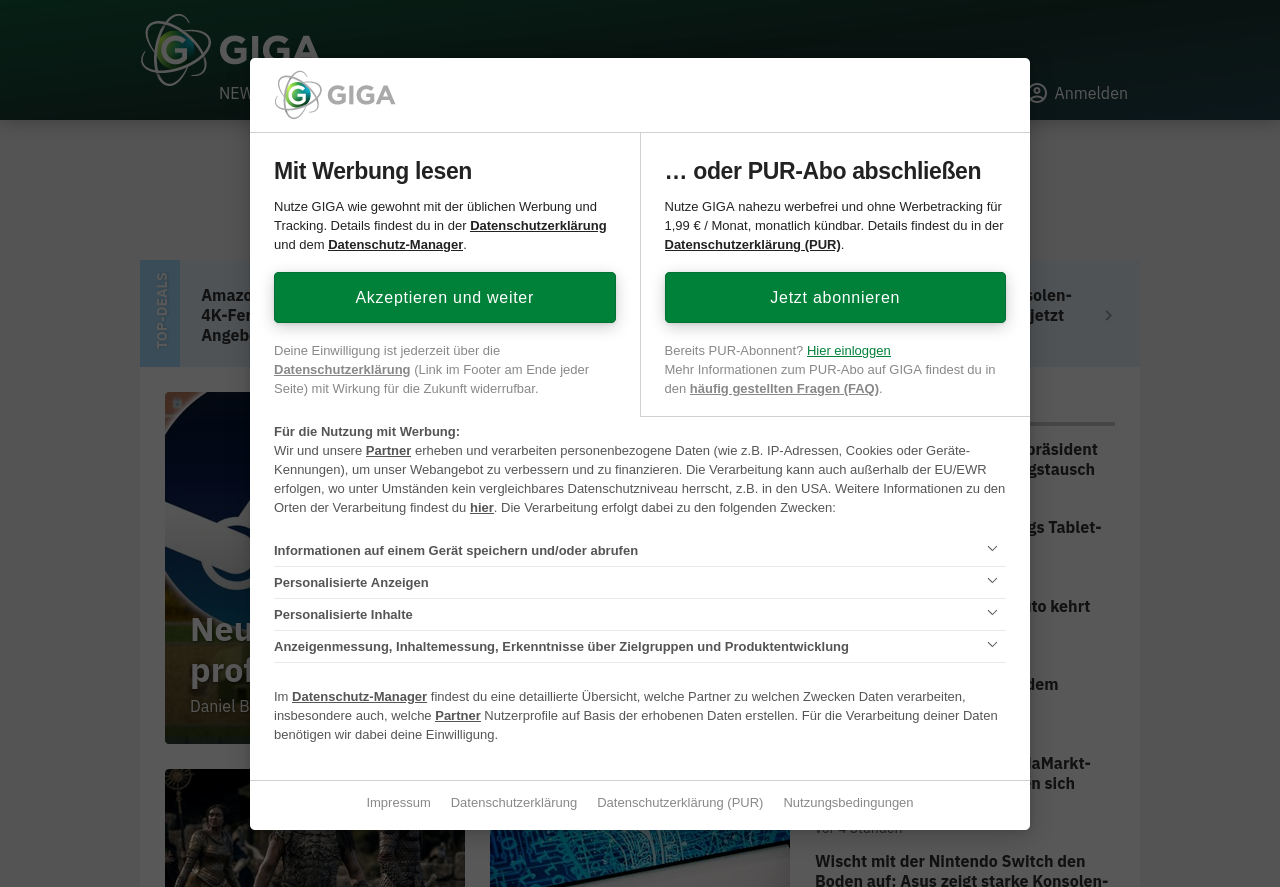 GIGA
NEW
Anmelden
GIGA
Mit Werbung lesen
Nutze GIGA wie gewohnt mit der üblichen Werbung und
Tracking. Details findest du in der Datenschutzerklärung
und dem Datenschutz-Manager.
Akzeptieren und weiter
Deine Einwilligung ist jederzeit über die
Datenschutzerklärung (Link im Footer am Ende jeder
Seite) mit Wirkung für die Zukunft widerrufbar.
… oder PUR-Abo abschließen
Nutze GIGA nahezu werbefrei und ohne Werbetracking für
1,99 € / Monat, monatlich kündbar. Details findest du in der
Datenschutzerklärung (PUR).
Jetzt abonnieren
Bereits PUR-Abonnent? Hier einloggen
Mehr Informationen zum PUR-Abo auf GIGA findest du in
den häufig gestellten Fragen (FAQ).
Für die Nutzung mit Werbung:
Wir und unsere Partner erheben und verarbeiten personenbezogene Daten (wie z.B. IP-Adressen, Cookies oder Geräte-
Kennungen), um unser Webangebot zu verbessern und zu finanzieren. Die Verarbeitung kann auch außerhalb der EU/EWR
erfolgen, wo unter Umständen kein vergleichbares Datenschutzniveau herrscht, z.B. in den USA. Weitere Informationen zu den
Orten der Verarbeitung findest du hier. Die Verarbeitung erfolgt dabei zu den folgenden Zwecken:
Informationen auf einem Gerät speichern und/oder abrufen
Personalisierte Anzeigen
Personalisierte Inhalte
Anzeigenmessung, Inhaltemessung, Erkenntnisse über Zielgruppen und Produktentwicklung
Im Datenschutz-Manager findest du eine detaillierte Übersicht, welche Partner zu welchen Zwecken Daten verarbeiten,
insbesondere auch, welche Partner Nutzerprofile auf Basis der erhobenen Daten erstellen. Für die Verarbeitung deiner Daten
benötigen wir dabei deine Einwilligung.
Impressum Datenschutzerklärung Datenschutzerklärung (PUR) Nutzungsbedingungen
TOP-DEALS
Amazo
4K-Fer
Angebo
solen-
jetzt
Neu
prof
Daniel B
präsident
gstausch
gs Tablet-
to kehrt
dem
iaMarkt-
en sich
vor 4 Stunden
Wischt mit der Nintendo Switch den
Boden auf: Asus zeigt starke Konsolen-